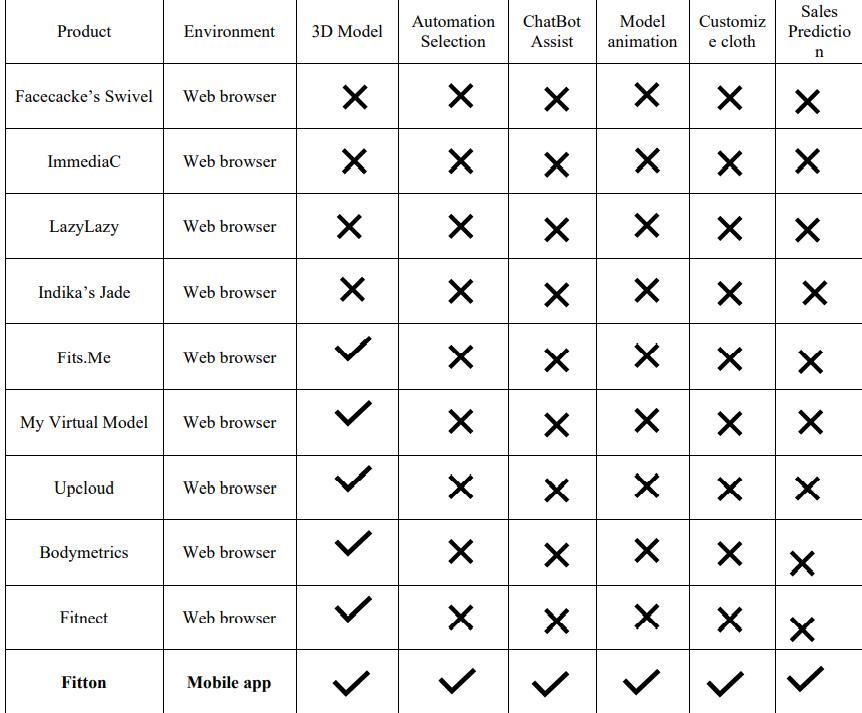 Product Environment 3D Model Automation Selection ChatBot Assist Model animation Customiz e cloth Sales Predictio n
Facecacke's Swivel Web browser
ImmediaC Web browser
LazyLazy Web browser
Indika's Jade Web browser
Fits.Me Web browser
My Virtual Model Web browser
Upcloud Web browser
Bodymetrics Web browser
Fitnect Web browser
Fitton Mobile app